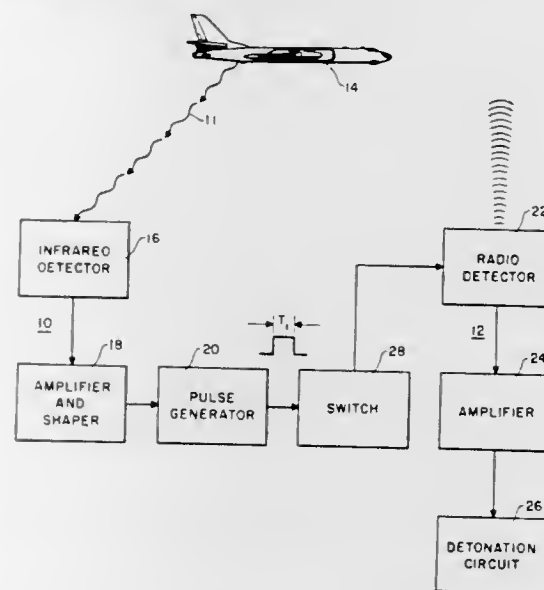 14
11
22
INFRAREO
DETECTOR
16
RADIO
DETECTOR
10
T1
12
18
20
28
24
AMPLIFIER
AND
SHAPER
PULSE
GENERATOR
SWITCH
AMPLIFIER
26
DETONATION
CIRCUIT